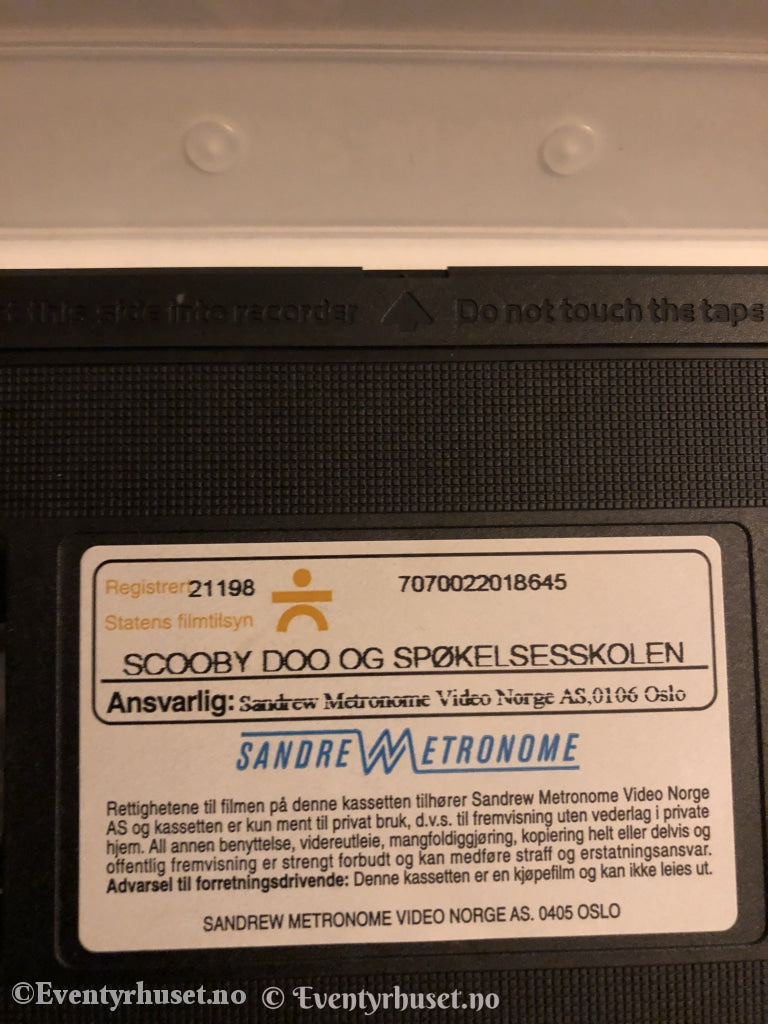 this side into recorder Do not touch the tape
Registrert 21198 7070022018645
Statens filmtilsyn
SCOOBY DOO OG SPØKELSESSKOLEN
Ansvarlig: Sandrew Metronome Video Norge AS,0106 Oslo
SANDREW METRONOME
Rettighetene til filmen på denne kassetten tilhører Sandrew Metronome Video Norge
AS og kassetten er kun ment til privat bruk, d.v.s. til fremvisning uten vederlag i private
hjem. All annen benyttelse, videreutleie, mangfoldiggjøring, kopiering helt eller delvis og
offentlig fremvisning er strengt forbudt og kan medføre straff og erstatningsansvar.
Advarsel til forretningsdrivende: Denne kassetten er en kjøpefilm og kan ikke leies ut.
SANDREW METRONOME VIDEO NORGE AS. 0405 OSLO
©Eventyrhuset.no © Eventyrhuset.no